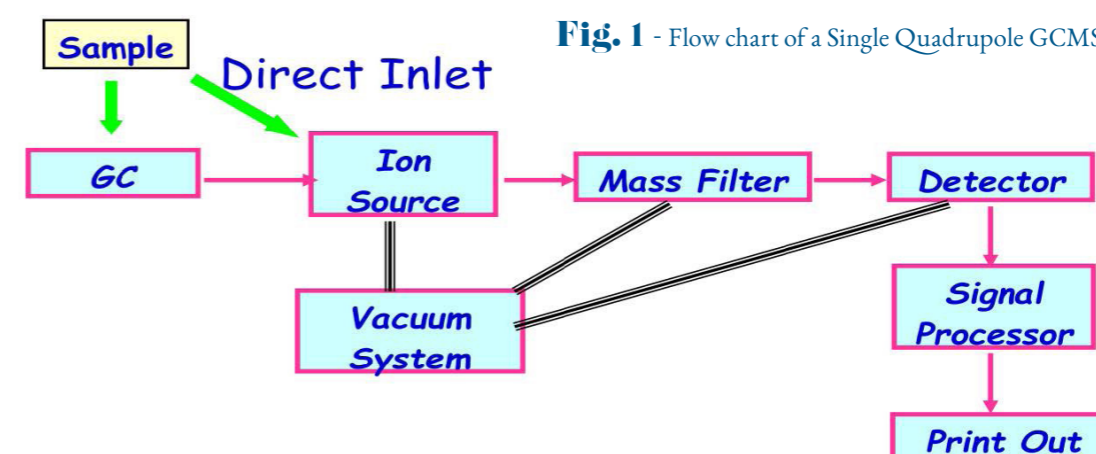 Fig. 1 - Flow chart of a Single Quadrupole GCMS
Sample
Direct Inlet
GC
Ion
Source
Mass Filter
Detector
Vacuum
System
Signal
Processor
Print Out